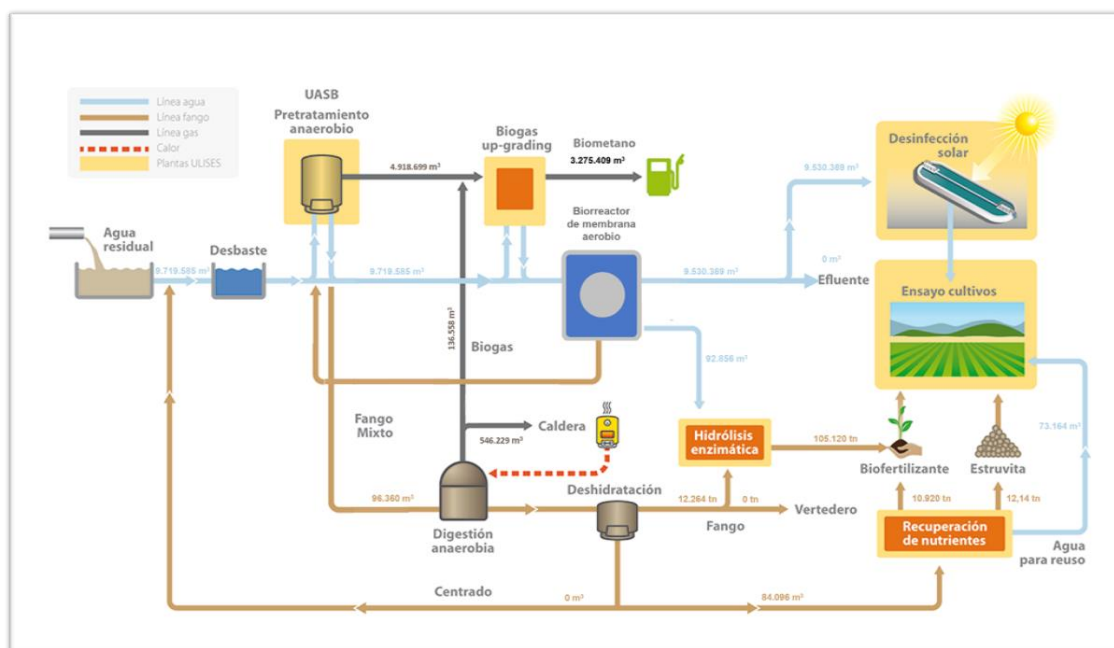 Línea agua
Línea fango
Línea gas
Calor
Plantas ULISES
UASB
Pretratamiento
anaerobio
4.918.699 m³
Biogas
up-grading
Biometano
3.275.409 m³
Desinfección
solar
9.530.369 m³
Agua
residual
9.719.585 m³
Desbaste
9.719.585 m³
Biorreactor
de membrana
aerobio
9.530.369 m³
0 m³
Efluente
Ensayo cultivos
136.558 m³
Biogas
92.856 m³
Fango
Mixto
Caldera
546.229 m³
Hidrólisis
enzimática
105.120 tn
73.164 m³
Biofertilizante
Estruvita
96.360 m³
Digestión
anaerobia
Deshidratación
12.264 tn
0 tn
Fango
Vertedero
10.920 tn
12,14 tn
Recuperación
de nutrientes
Agua
para reuso
Centrado
0 m³
84.096 m³